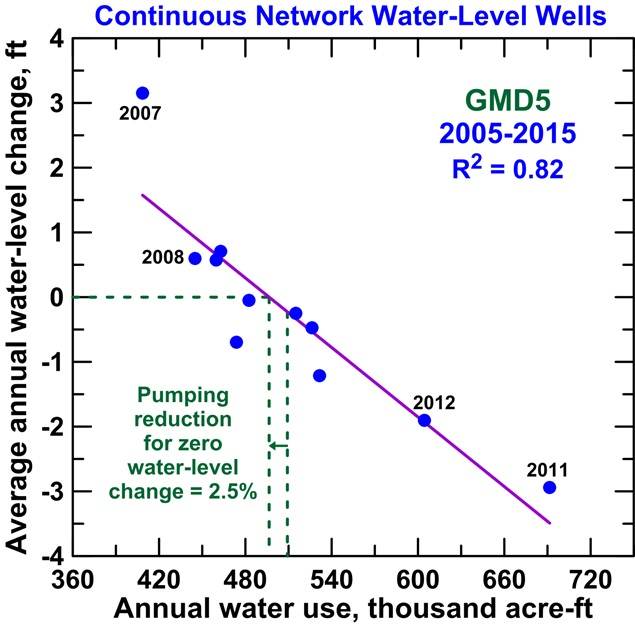 Continuous Network Water-Level Wells
GMD5
2005-2015
R² = 0.82
2007
2008
2012
2011
Pumping
reduction
for zero
water-level
change = 2.5%
Average annual water-level change, ft
4
3
2
1
0
-1
-2
-3
-4
360 420 480 540 600 660 720
Annual water use, thousand acre-ft